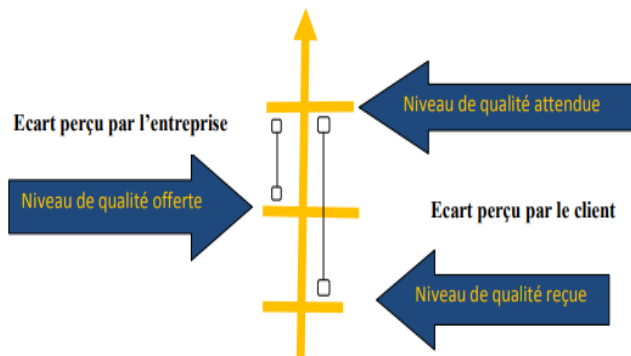 Niveau de qualité attendue
Ecart perçu par l'entreprise
Niveau de qualité offerte
Ecart perçu par le client
Niveau de qualité reçue